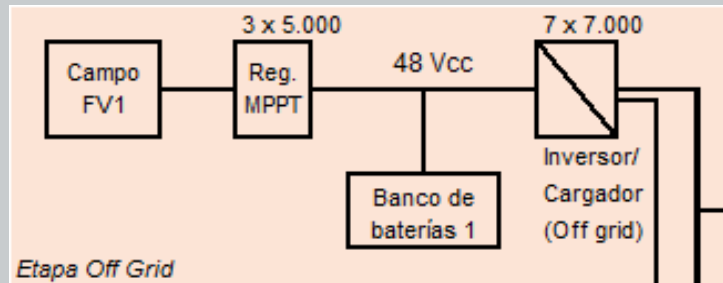 3 x 5.000
7 x 7.000
Campo
FV1
Reg.
MPPT
48 Vcc
Inversor/
Cargador
(Off grid)
Banco de
baterías 1
Etapa Off Grid